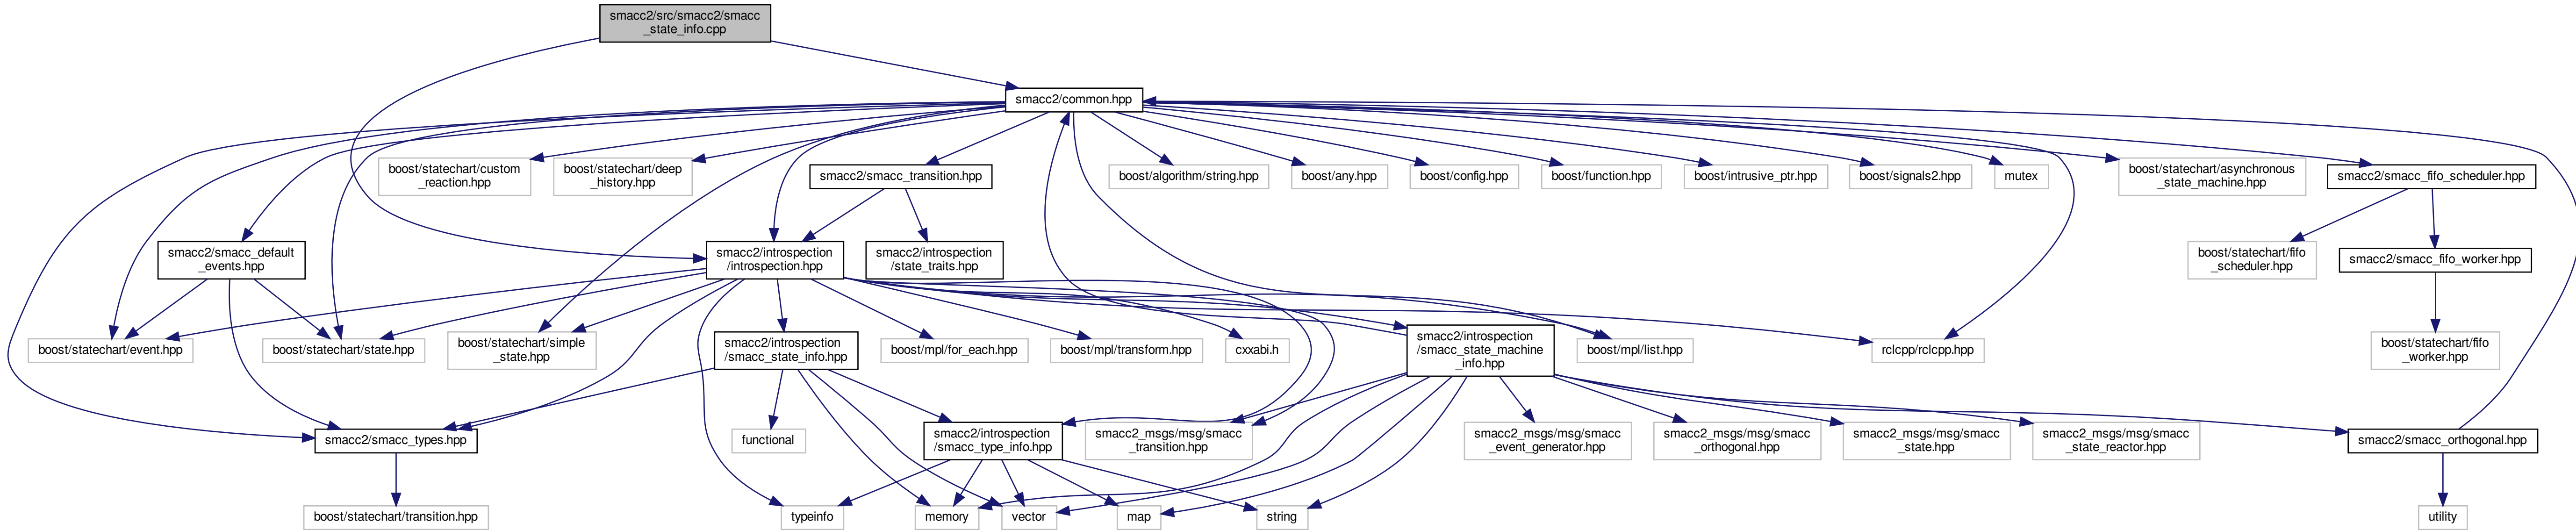 smacc2/src/smacc2/smacc
_state_info.cpp
smacc2/common.hpp
boost/statechart/custom
_reaction.hpp
boost/statechart/deep
_history.hpp
smacc2/smacc_transition.hpp
boost/algorithm/string.hpp
boost/any.hpp
boost/config.hpp
boost/function.hpp
boost/intrusive_ptr.hpp
boost/signals2.hpp
mutex
boost/statechart/asynchronous
_state_machine.hpp
smacc2/smacc_fifo_scheduler.hpp
smacc2/smacc_default
_events.hpp
smacc2/introspection
/introspection.hpp
smacc2/introspection
/state_traits.hpp
boost/statechart/fifo
_scheduler.hpp
smacc2/smacc_fifo_worker.hpp
boost/statechart/event.hpp
boost/statechart/state.hpp
boost/statechart/simple
_state.hpp
smacc2/introspection
/smacc_state_info.hpp
boost/mpl/for_each.hpp
boost/mpl/transform.hpp
cxxabi.h
smacc2/introspection
/smacc_state_machine
_info.hpp
boost/mpl/list.hpp
rclcpp/rclcpp.hpp
boost/statechart/fifo
_worker.hpp
smacc2/smacc_types.hpp
functional
smacc2/introspection
/smacc_type_info.hpp
smacc2_msgs/msg/smacc
_transition.hpp
smacc2_msgs/msg/smacc
_event_generator.hpp
smacc2_msgs/msg/smacc
_orthogonal.hpp
smacc2_msgs/msg/smacc
_state.hpp
smacc2_msgs/msg/smacc
_state_reactor.hpp
smacc2/smacc_orthogonal.hpp
boost/statechart/transition.hpp
typeinfo
memory
vector
map
string
utility